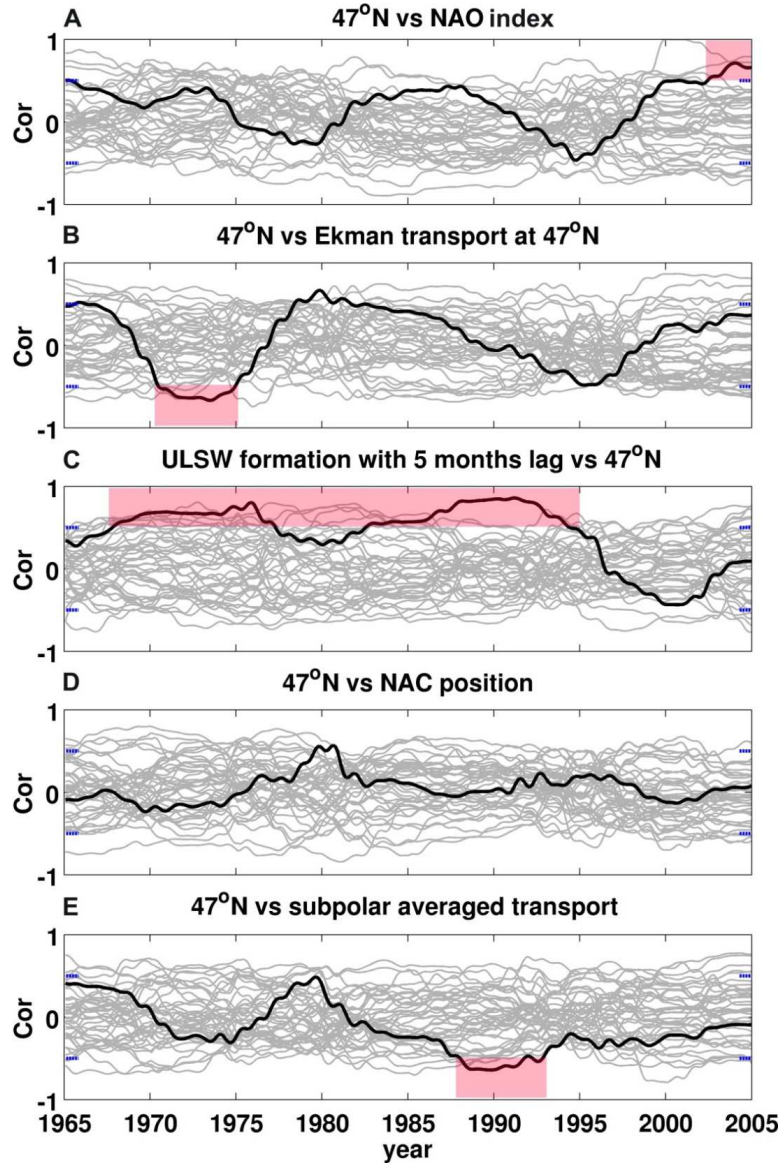 A 47°N vs NAO index
1
Cor 0
-1
B 47°N vs Ekman transport at 47°N
1
Cor 0
-1
C ULSW formation with 5 months lag vs 47°N
1
Cor 0
-1
D 47°N vs NAC position
1
Cor 0
-1
E 47°N vs subpolar averaged transport
1
Cor 0
-1
1965 1970 1975 1980 1985 1990 1995 2000 2005
year